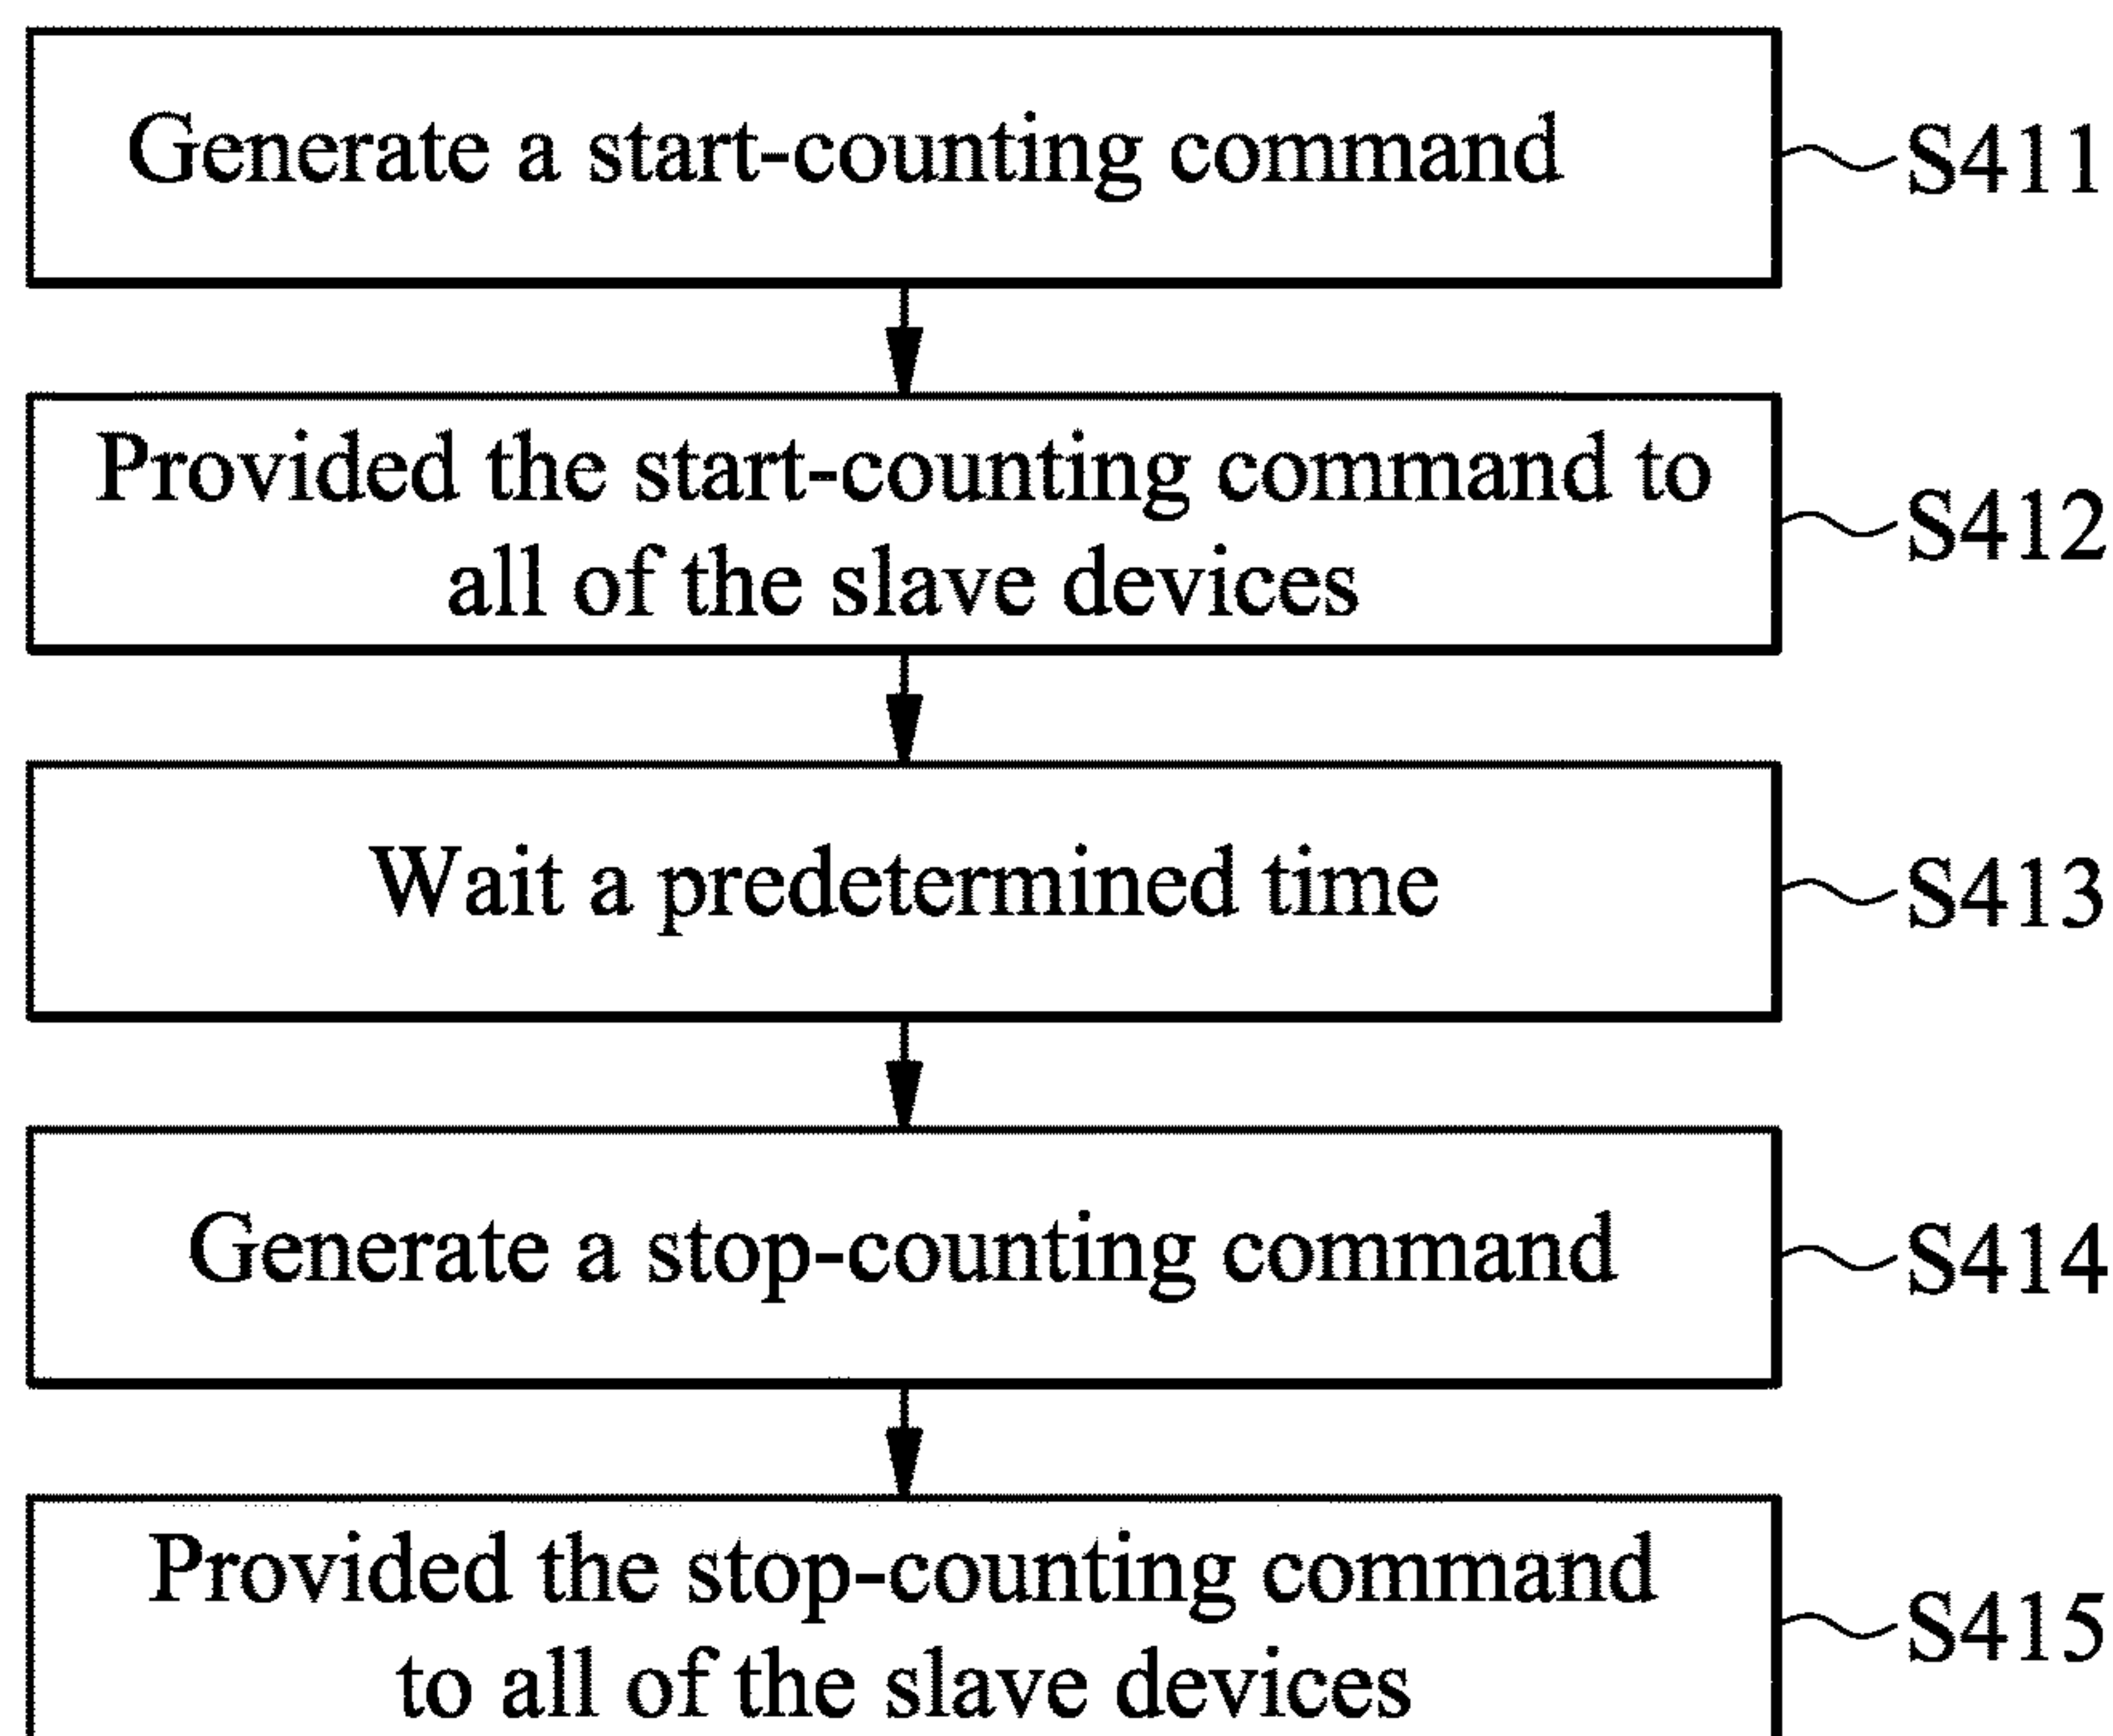 Generate a start-counting command
S411
Provided the start-counting command to
all of the slave devices
S412
Wait a predetermined time
S413
Generate a stop-counting command
S414
Provided the stop-counting command
to all of the slave devices
S415